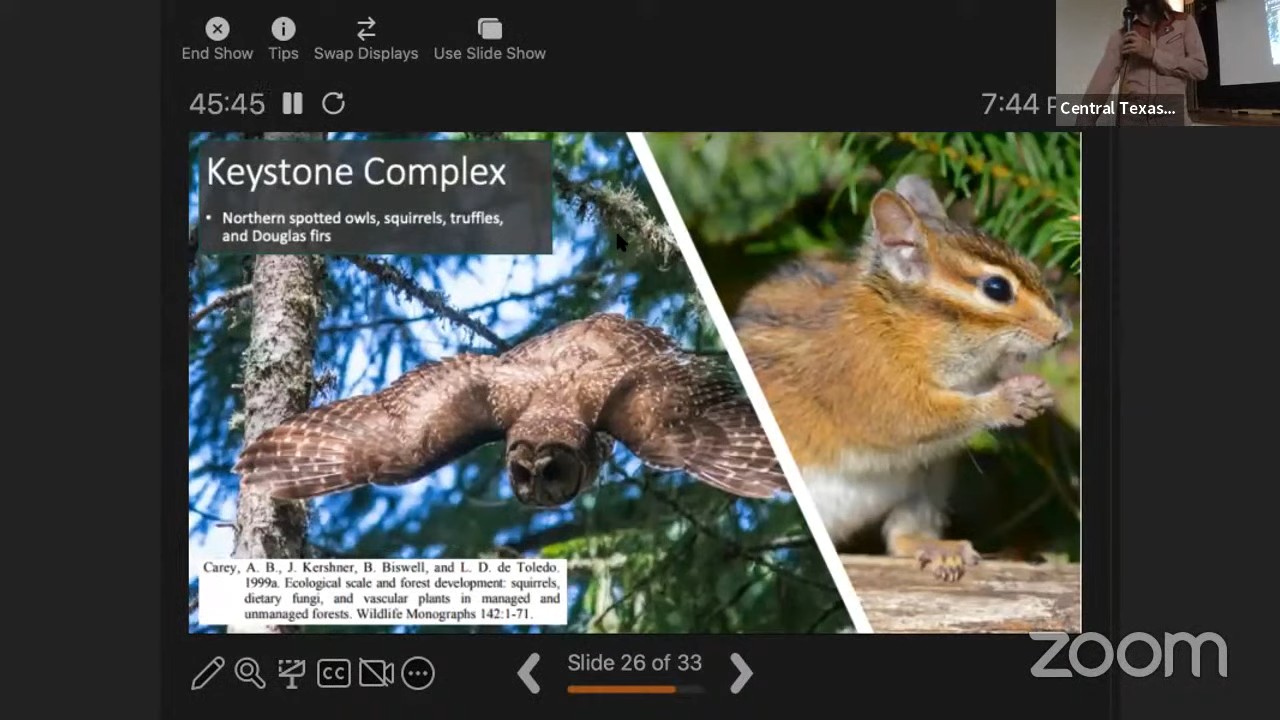 End Show
Tips
Swap Displays
Use Slide Show
45:45
7:44 P
Central Texas...
Keystone Complex
• Northern spotted owls, squirrels, truffles,
and Douglas firs
Carey, A. B., J. Kershner, B. Biswell, and L. D. de Toledo.
1999a. Ecological scale and forest development: squirrels,
dietary fungi, and vascular plants in managed and
unmanaged forests. Wildlife Monographs 142:1-71.
CC
Slide 26 of 33
zoom